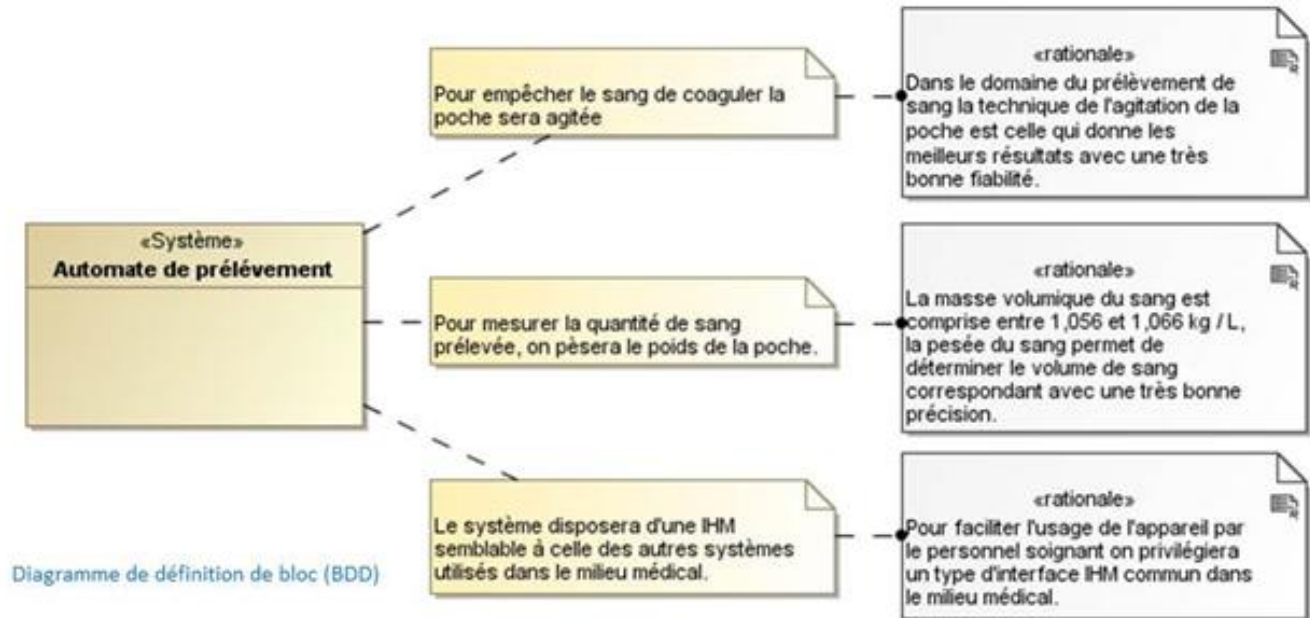 «rationale»
Dans le domaine du prélèvement de
sang la technique de l'agitation de la
poche est celle qui donne les
meilleurs résultats avec une très
bonne fiabilité.
Pour empêcher le sang de coaguler la
poche sera agitée
«Système»
Automate de prélévement
«rationale»
La masse volumique du sang est
comprise entre 1,056 et 1,066 kg / L,
la pesée du sang permet de
déterminer le volume de sang
correspondant avec une très bonne
précision.
Pour mesurer la quantité de sang
prélevée, on pèsera le poids de la poche.
«rationale»
Pour faciliter l'usage de l'appareil par
le personnel soignant on privilégiera
un type d'interface IHM commun dans
le milieu médical.
Le système disposera d'une IHM
semblable à celle des autres systèmes
utilisés dans le milieu médical.
Diagramme de définition de bloc (BDD)